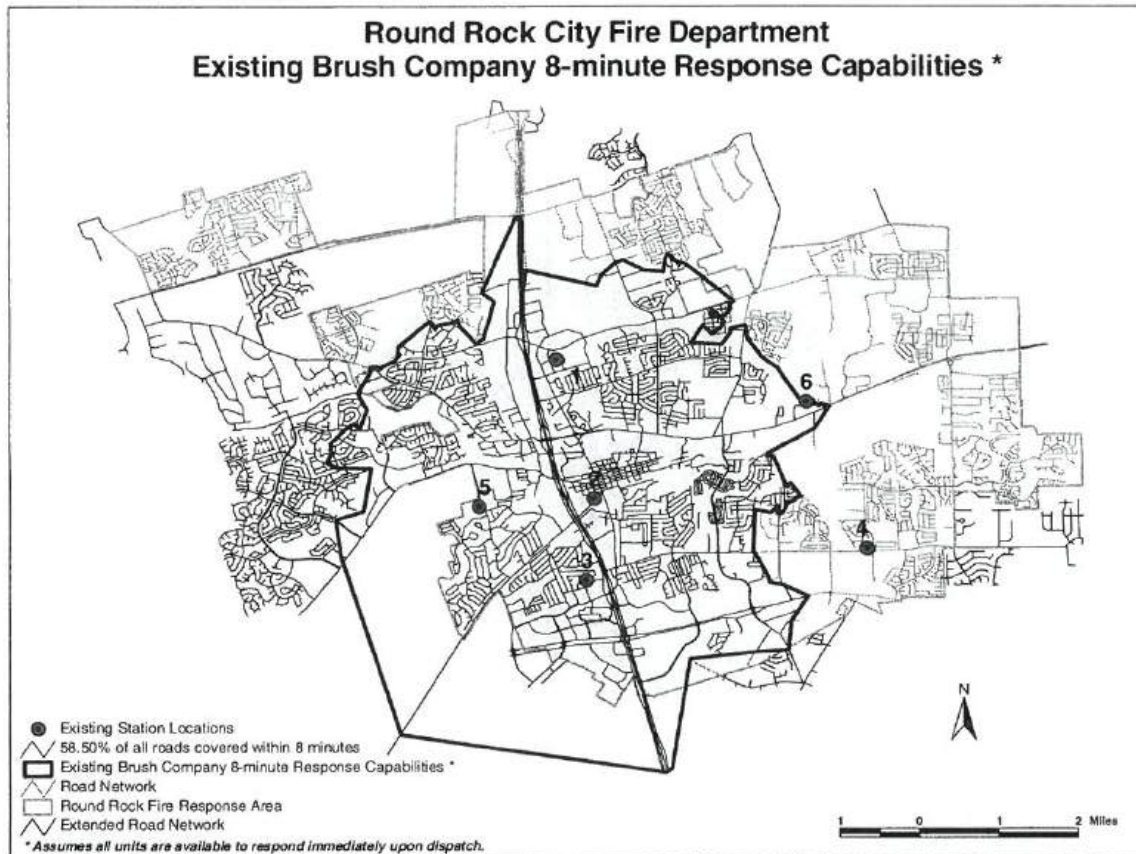 Round Rock City Fire Department
Existing Brush Company 8-minute Response Capabilities *
1
6
5
2
4
3
N
Existing Station Locations
58.50% of all roads covered within 8 minutes
Existing Brush Company 8-minute Response Capabilities *
Road Network
Round Rock Fire Response Area
Extended Road Network
* Assumes all units are available to respond immediately upon dispatch.
1 0 1 2 Miles